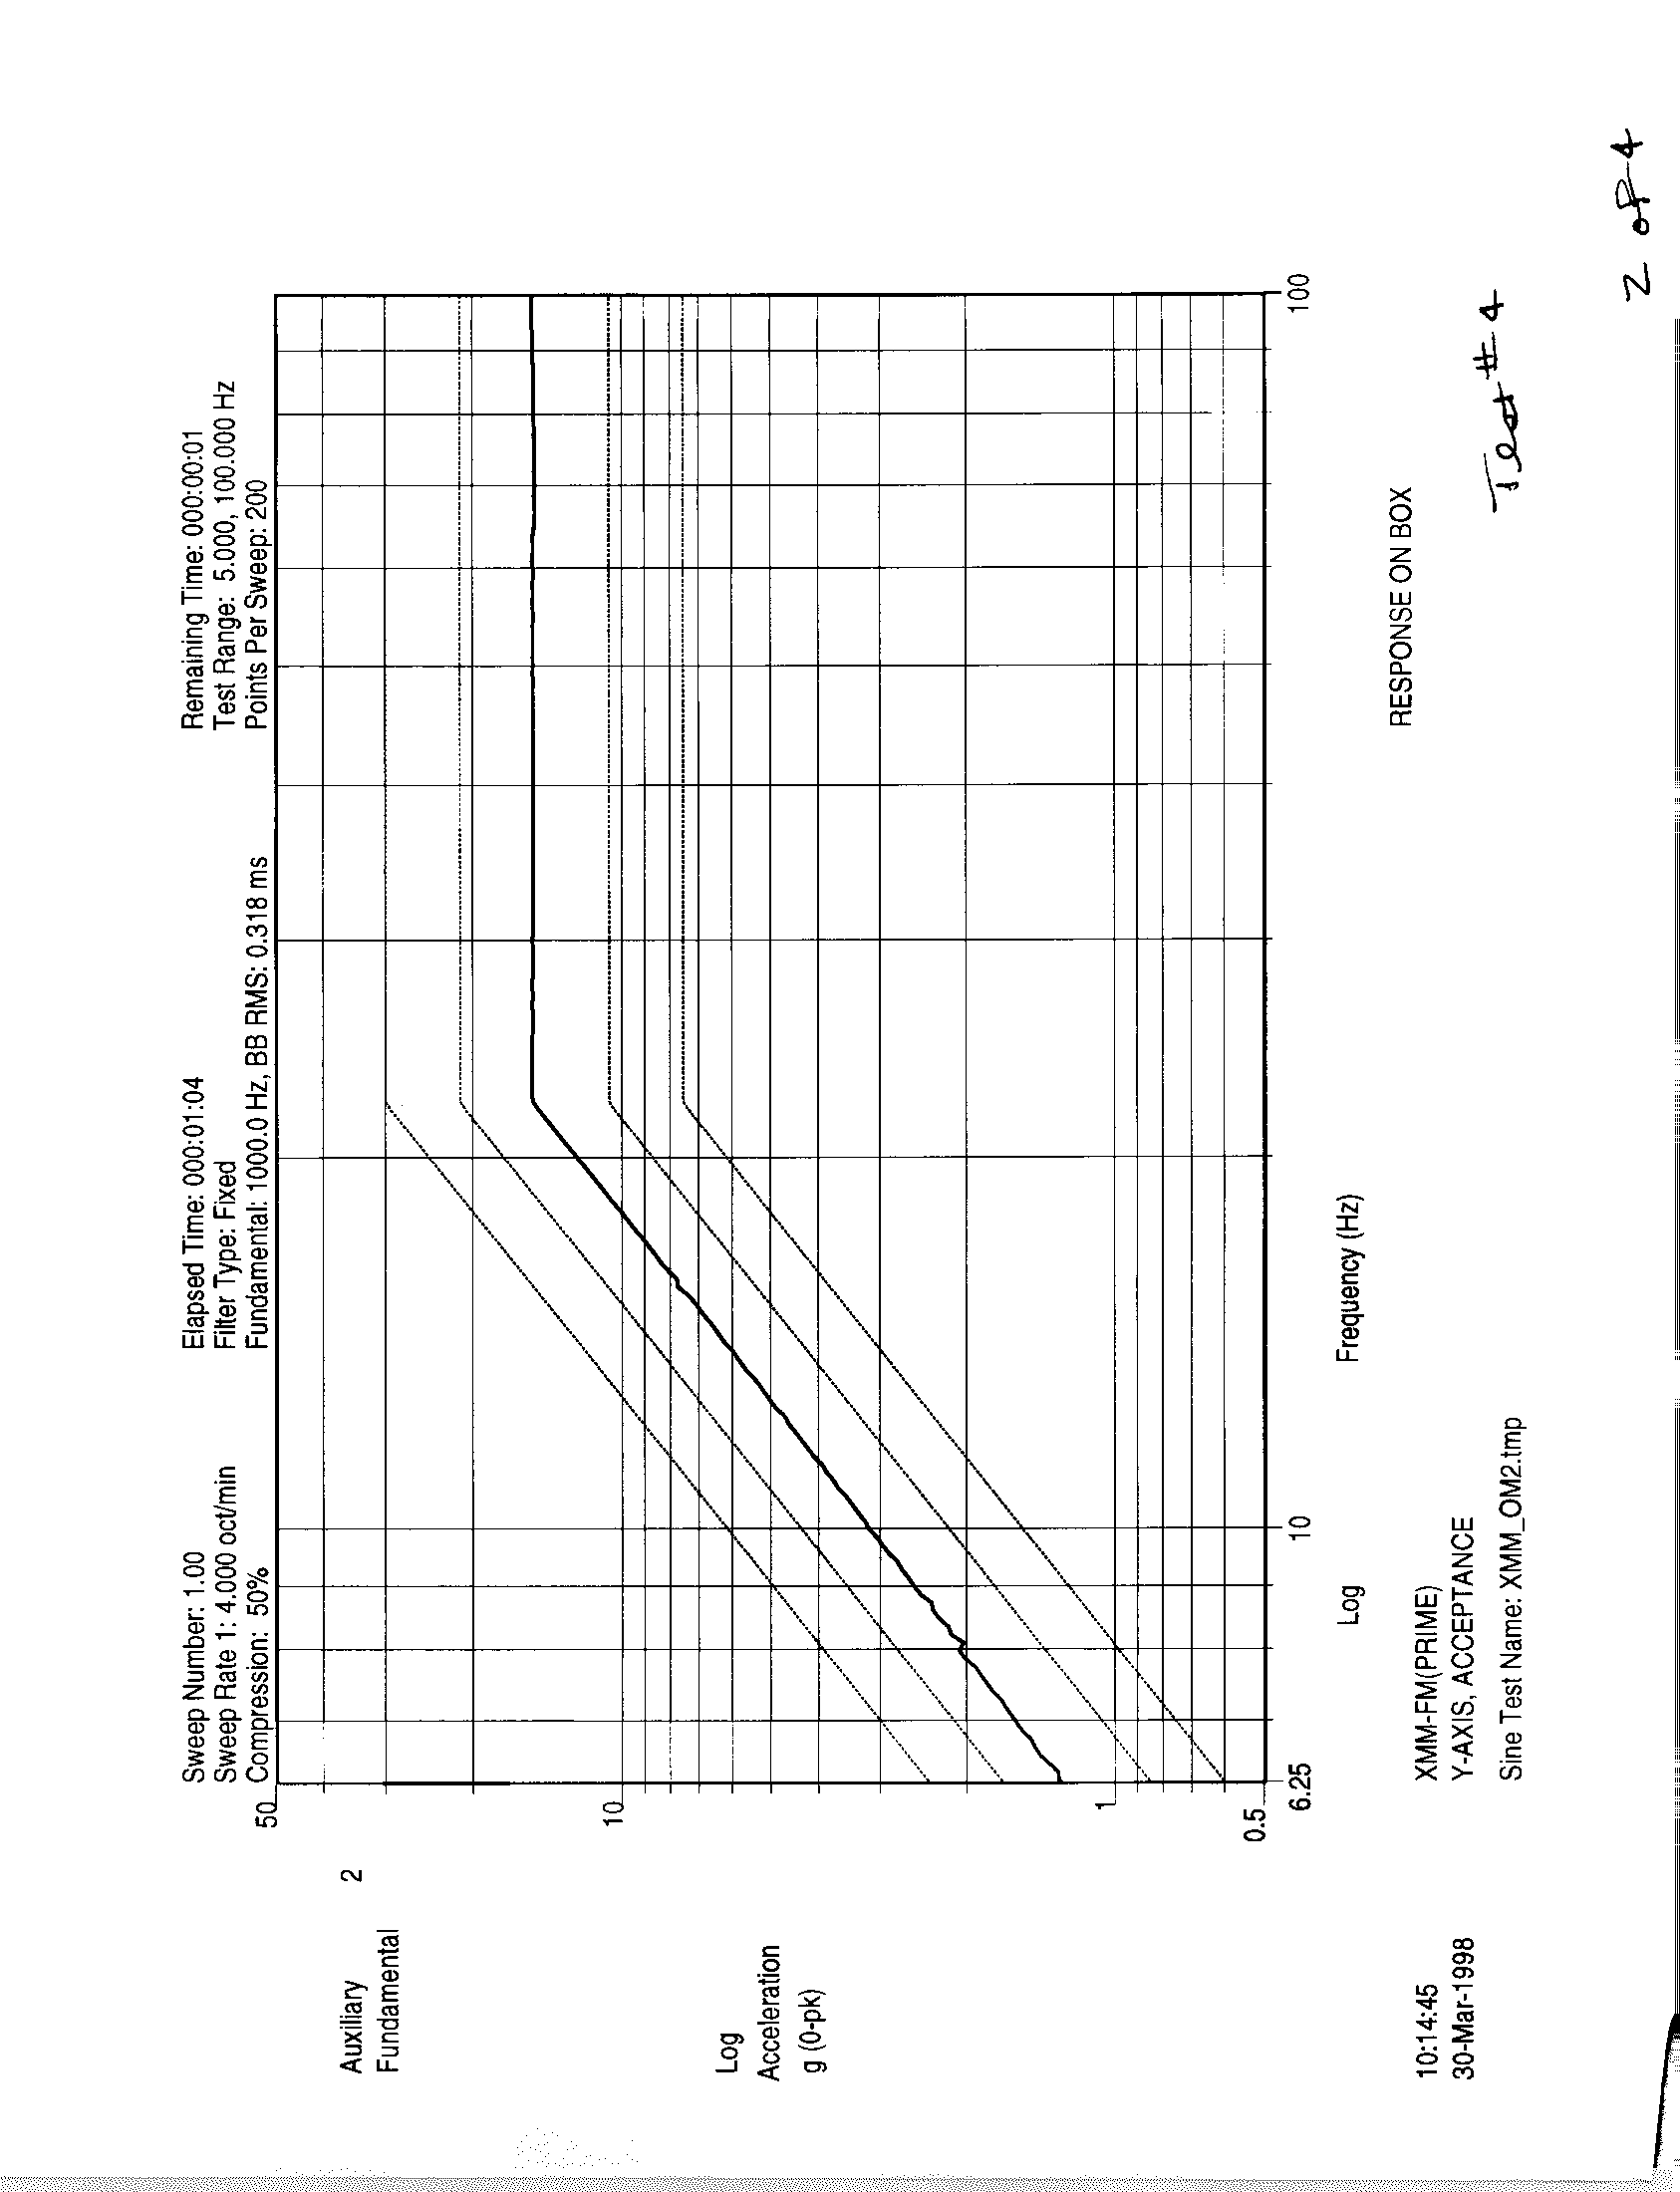 Sweep Number: 1.00
Sweep Rate 1: 4.000 oct/min
Compression: 50%
Elapsed Time: 000:01:04
Filter Type: Fixed
Fundamental: 1000.0 Hz, BB RMS: 0.318 ms
Remaining Time: 000:00:01
Test Range: 5.000, 100.000 Hz
Points Per Sweep: 200
Auxiliary 2
Fundamental
Log
Acceleration
g (0-pk)
50
10
1
0.5
6.25
10
100
Log
Frequency (Hz)
10:14:45
30-Mar-1998
XMM-FM(PRIME)
Y-AXIS, ACCEPTANCE
Sine Test Name: XMM_OM2.tmp
RESPONSE ON BOX
Test # 4
2 of 4